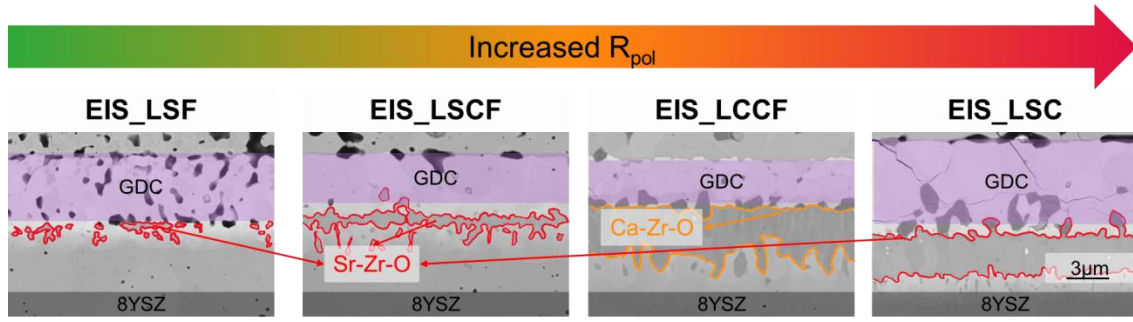 Increased Rpol
EIS_LSF EIS_LSCF EIS_LCCF EIS_LSC
GDC GDC GDC GDC
Ca-Zr-O
Sr-Zr-O
3μm
8YSZ 8YSZ 8YSZ 8YSZ